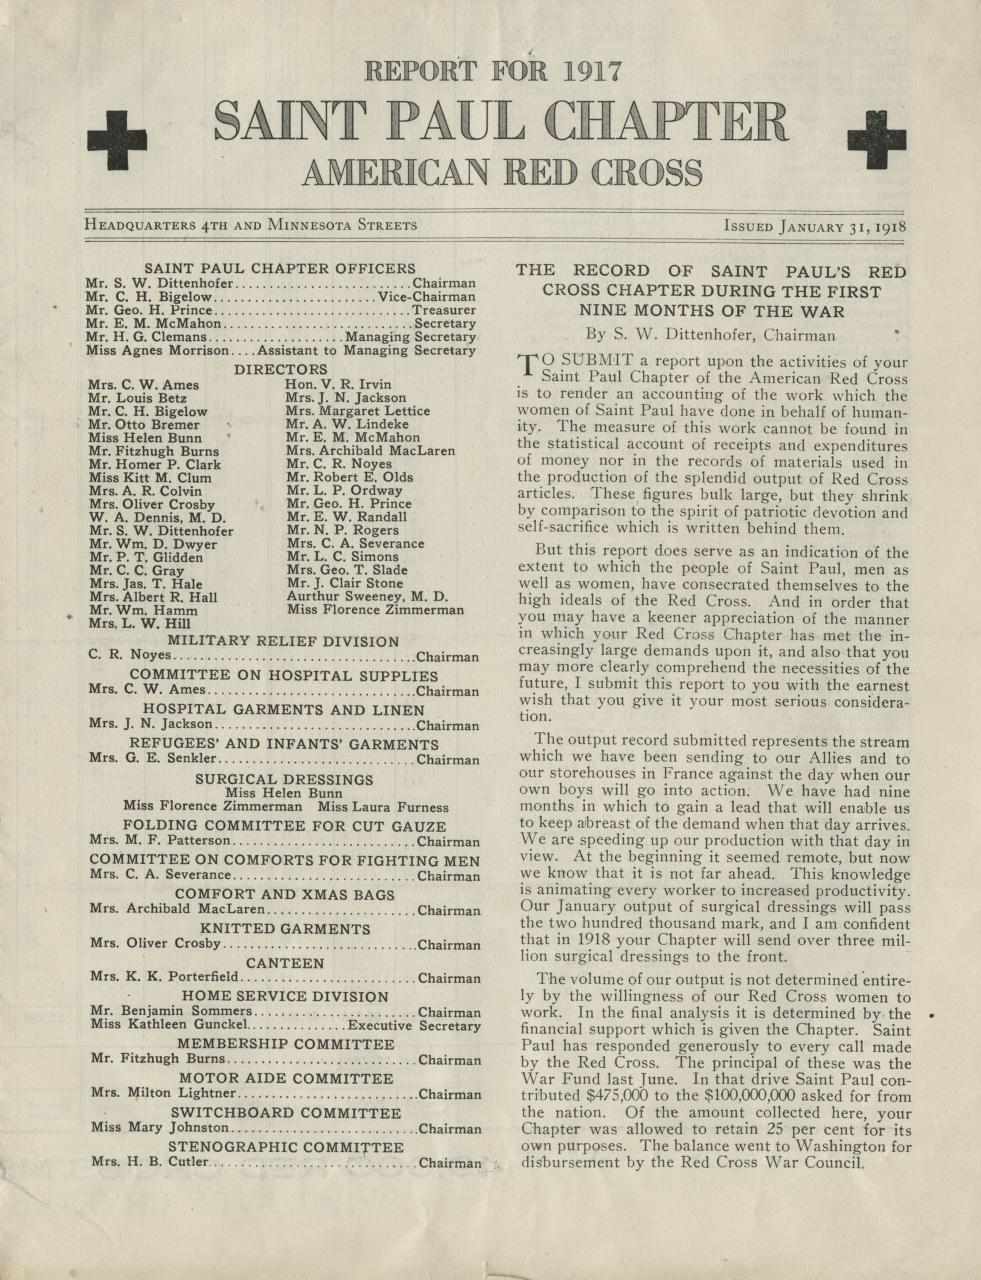 REPORT FOR 1917
SAINT PAUL CHAPTER
AMERICAN RED CROSS
HEADQUARTERS 4TH AND MINNESOTA STREETS
ISSUED JANUARY 31, 1918
SAINT PAUL CHAPTER OFFICERS
Mr. S. W. Dittenhofer........................Chairman
Mr. C. H. Bigelow......................Vice-Chairman
Mr. Geo. H. Prince...........................Treasurer
Mr. E. M. McMahon..........................Secretary
Mr. H. G. Clemans...................Managing Secretary
Miss Agnes Morrison....Assistant to Managing Secretary
DIRECTORS
Mrs. C. W. Ames
Mr. Louis Betz
Mr. C. H. Bigelow
Mr. Otto Bremer
Miss Helen Bunn
Mr. Fitzhugh Burns
Mr. Homer P. Clark
Miss Kitt M. Clum
Mrs. A. R. Colvin
Mrs. Oliver Crosby
W. A. Dennis, M. D.
Mr. S. W. Dittenhofer
Mr. Wm. D. Dwyer
Mr. P. T. Glidden
Mr. C. C. Gray
Mrs. Jas. T. Hale
Mrs. Albert R. Hall
Mr. Wm. Hamm
Mrs. L. W. Hill
Hon. V. R. Irvin
Mrs. J. N. Jackson
Mrs. Margaret Lettice
Mr. A. W. Lindeke
Mr. E. M. McMahon
Mrs. Archibald MacLaren
Mr. C. R. Noyes
Mr. Robert E. Olds
Mr. L. P. Ordway
Mr. Geo. H. Prince
Mr. E. W. Randall
Mr. N. P. Rogers
Mrs. C. A. Severance
Mr. L. C. Simons
Mrs. Geo. T. Slade
Mr. J. Clair Stone
Aurthur Sweeney, M. D.
Miss Florence Zimmerman
MILITARY RELIEF DIVISION
C. R. Noyes.................................Chairman
COMMITTEE ON HOSPITAL SUPPLIES
Mrs. C. W. Ames............................Chairman
HOSPITAL GARMENTS AND LINEN
Mrs. J. N. Jackson...........................Chairman
REFUGEES' AND INFANTS' GARMENTS
Mrs. G. E. Senkler...........................Chairman
SURGICAL DRESSINGS
Miss Helen Bunn
Miss Florence Zimmerman Miss Laura Furness
FOLDING COMMITTEE FOR CUT GAUZE
Mrs. M. F. Patterson.........................Chairman
COMMITTEE ON COMFORTS FOR FIGHTING MEN
Mrs. C. A. Severance.........................Chairman
COMFORT AND XMAS BAGS
Mrs. Archibald MacLaren....................Chairman
KNITTED GARMENTS
Mrs. Oliver Crosby..........................Chairman
CANTEEN
Mrs. K. K. Porterfield........................Chairman
HOME SERVICE DIVISION
Mr. Benjamin Sommers......................Chairman
Miss Kathleen Gunckel.............Executive Secretary
MEMBERSHIP COMMITTEE
Mr. Fitzhugh Burns..........................Chairman
MOTOR AIDE COMMITTEE
Mrs. Milton Lightner........................Chairman
SWITCHBOARD COMMITTEE
Miss Mary Johnston.........................Chairman
STENOGRAPHIC COMMITTEE
Mrs. H. B. Cutler............................Chairman
THE RECORD OF SAINT PAUL'S RED
CROSS CHAPTER DURING THE FIRST
NINE MONTHS OF THE WAR
By S. W. Dittenhofer, Chairman
TO SUBMIT a report upon the activities of your
Saint Paul Chapter of the American Red Cross
is to render an accounting of the work which the
women of Saint Paul have done in behalf of human-
ity. The measure of this work cannot be found in
the statistical account of receipts and expenditures
of money nor in the records of materials used in
the production of the splendid output of Red Cross
articles. These figures bulk large, but they shrink
by comparison to the spirit of patriotic devotion and
self-sacrifice which is written behind them.
But this report does serve as an indication of the
extent to which the people of Saint Paul, men as
well as women, have consecrated themselves to the
high ideals of the Red Cross. And in order that
you may have a keener appreciation of the manner
in which your Red Cross Chapter has met the in-
creasingly large demands upon it, and also that you
may more clearly comprehend the necessities of the
future, I submit this report to you with the earnest
wish that you give it your most serious considera-
tion.
The output record submitted represents the stream
which we have been sending to our Allies and to
our storehouses in France against the day when our
own boys will go into action. We have had nine
months in which to gain a lead that will enable us
to keep abreast of the demand when that day arrives.
We are speeding up our production with that day in
view. At the beginning it seemed remote, but now
we know that it is not far ahead. This knowledge
is animating every worker to increased productivity.
Our January output of surgical dressings will pass
the two hundred thousand mark, and I am confident
that in 1918 your Chapter will send over three mil-
lion surgical dressings to the front.
The volume of our output is not determined entire-
ly by the willingness of our Red Cross women to
work. In the final analysis it is determined by the
financial support which is given the Chapter. Saint
Paul has responded generously to every call made
by the Red Cross. The principal of these was the
War Fund last June. In that drive Saint Paul con-
tributed $475,000 to the $100,000,000 asked for from
the nation. Of the amount collected here, your
Chapter was allowed to retain 25 per cent for its
own purposes. The balance went to Washington for
disbursement by the Red Cross War Council.